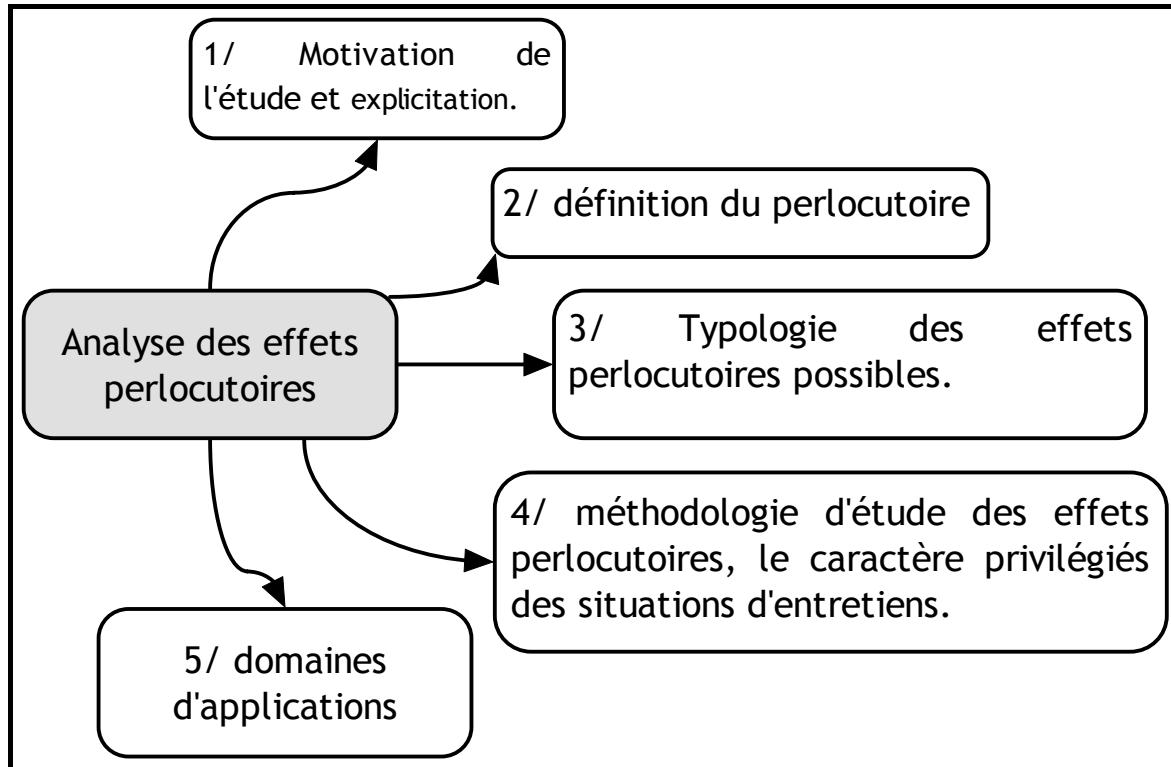 1/ Motivation de
l'étude et explicitation.
2/ définition du perlocutoire
Analyse des effets
perlocutoires
3/ Typologie des effets
perlocutoires possibles.
4/ méthodologie d'étude des effets
perlocutoires, le caractère privilégiés
des situations d'entretiens.
5/ domaines
d'applications